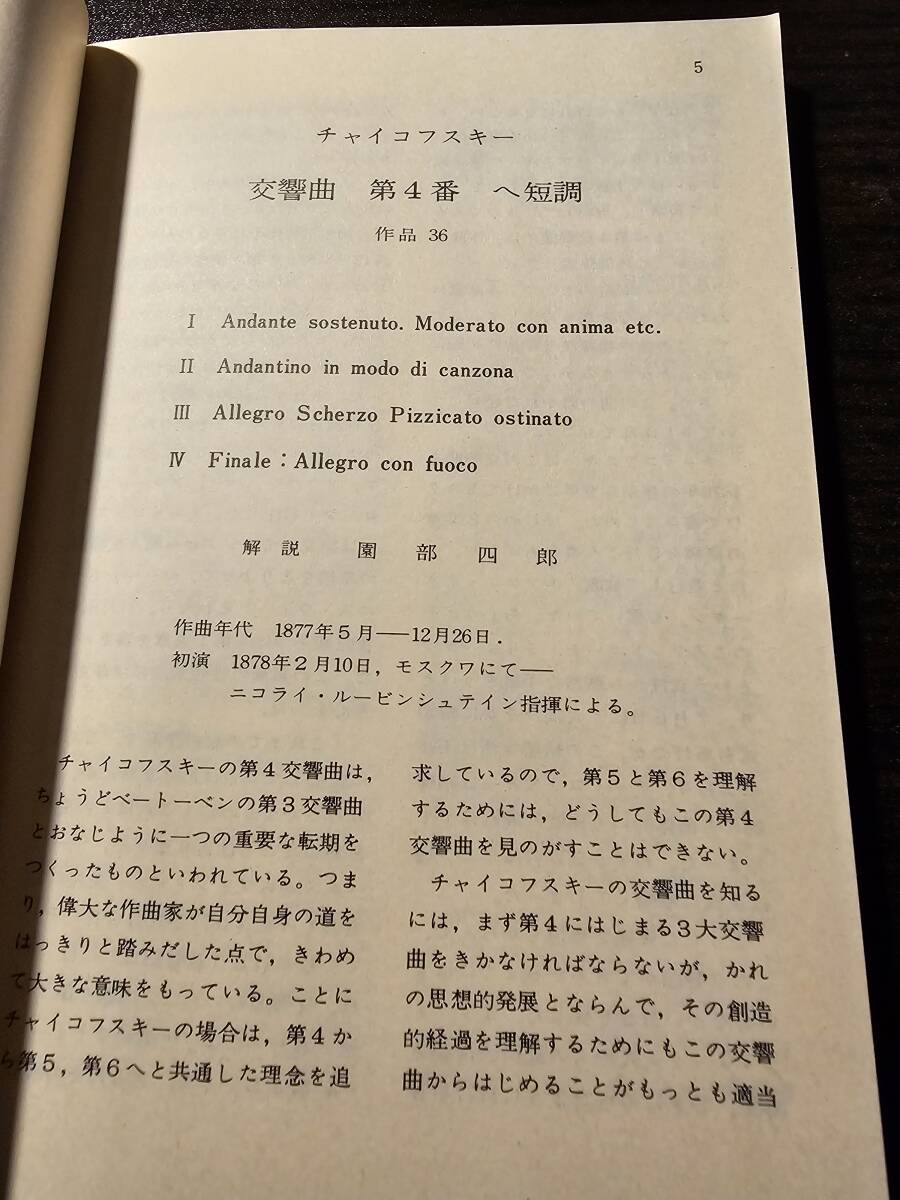 5
チャイコフスキー
交響曲　第4番　ヘ短調
作品 36
I　Andante sostenuto. Moderato con anima etc.
II　Andantino in modo di canzona
III　Allegro Scherzo Pizzicato ostinato
IV　Finale：Allegro con fuoco
解説　園部四郎
作曲年代　1877年5月――12月26日．
初演　1878年2月10日，モスクワにて――
ニコライ・ルービンシュテイン指揮による。
チャイコフスキーの第4交響曲は，
ちょうどベートーベンの第3交響曲
とおなじように一つの重要な転期を
つくったものといわれている。つま
り，偉大な作曲家が自分自身の道を
はっきりと踏みだした点で，きわめ
て大きな意味をもっている。ことに
チャイコフスキーの場合は，第4か
ら第5，第6へと共通した理念を追
求しているので，第5と第6を理解
するためには，どうしてもこの第4
交響曲を見のがすことはできない。
チャイコフスキーの交響曲を知る
には，まず第4にはじまる3大交響
曲をきかなければならないが，かれ
の思想的発展とならんで，その創造
的経過を理解するためにもこの交響
曲からはじめることがもっとも適当